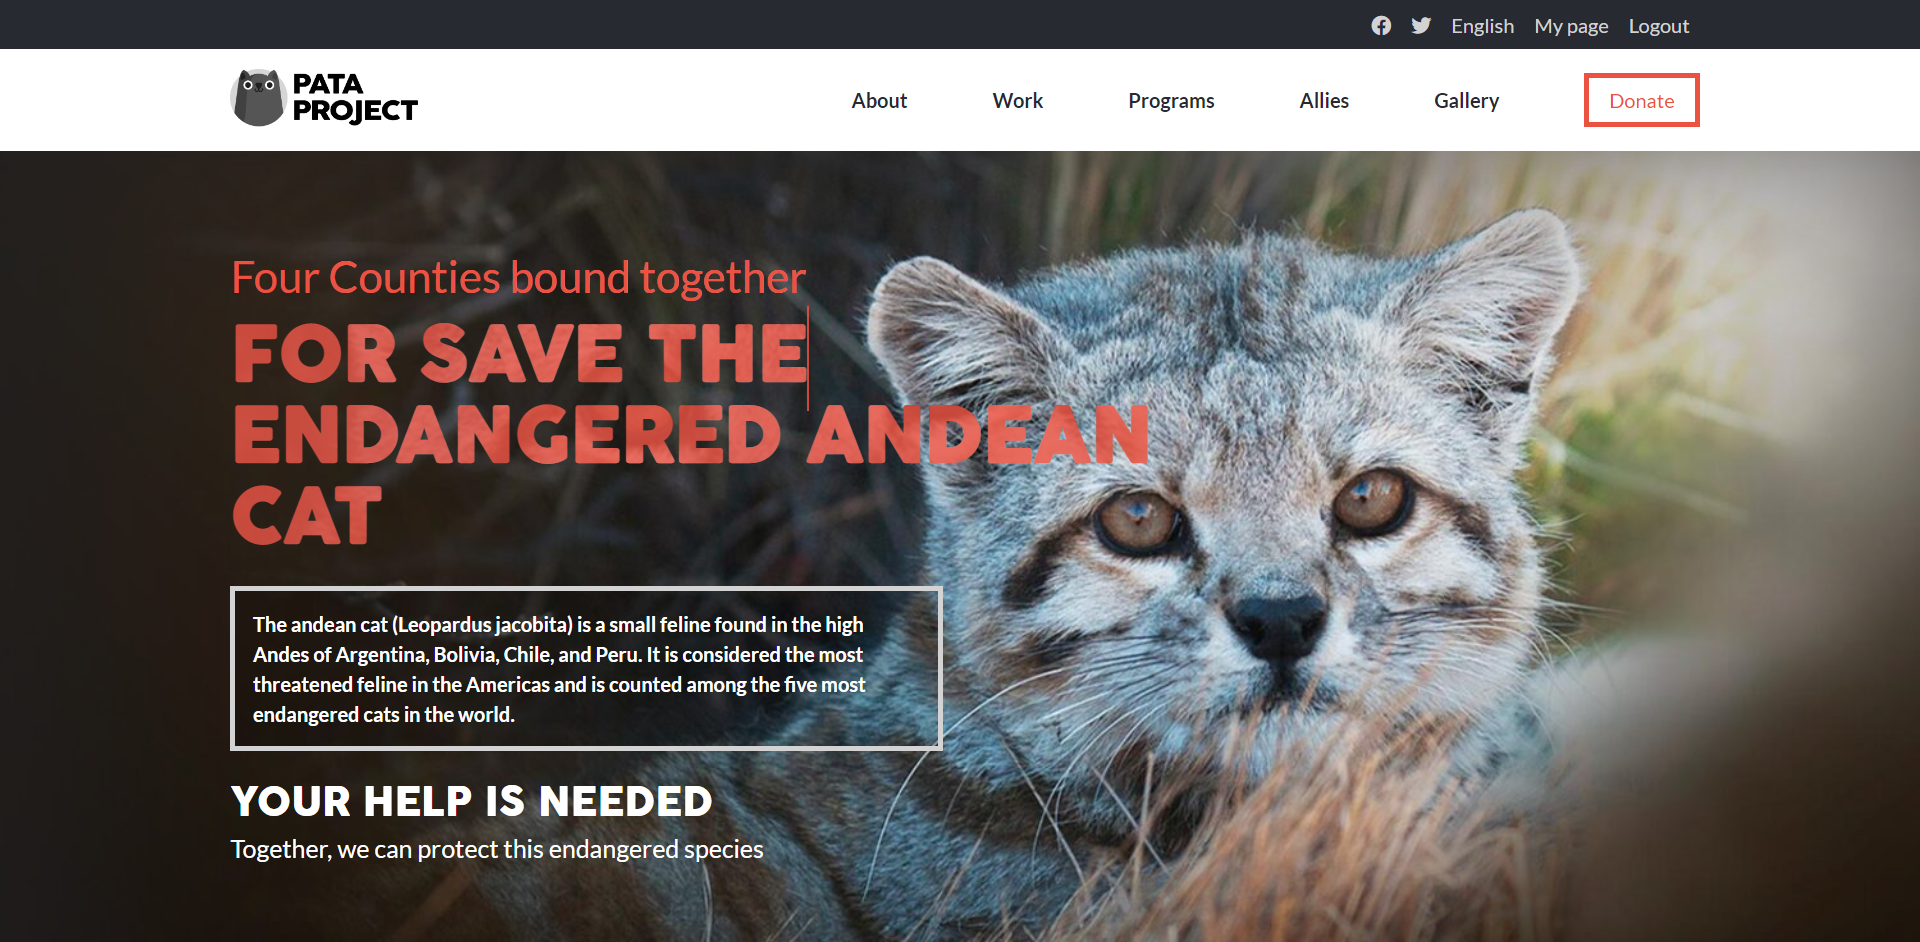 English My page Logout
PATA
PROJECT
About Work Programs Allies Gallery Donate
Four Counties bound together
FOR SAVE THE
ENDANGERED ANDEAN
CAT
The andean cat (Leopardus jacobita) is a small feline found in the high
Andes of Argentina, Bolivia, Chile, and Peru. It is considered the most
threatened feline in the Americas and is counted among the five most
endangered cats in the world.
YOUR HELP IS NEEDED
Together, we can protect this endangered species